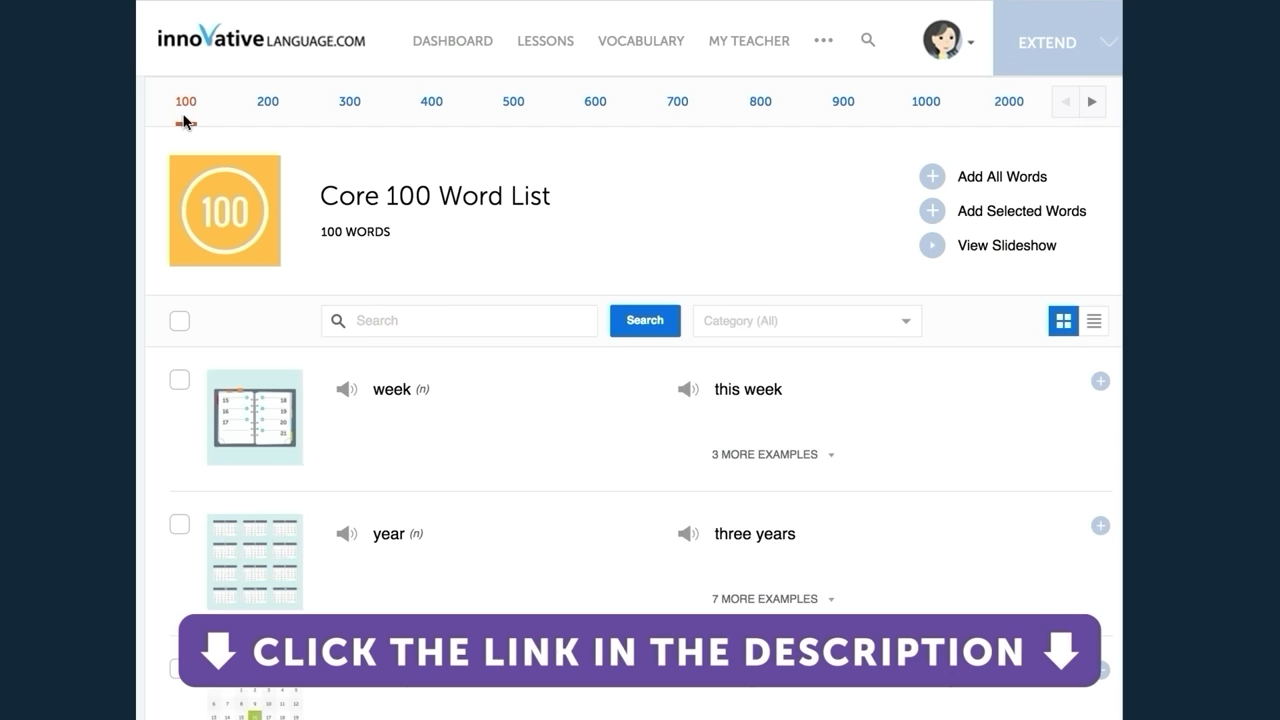 innoVative LANGUAGE.COM DASHBOARD LESSONS VOCABULARY MY TEACHER ••• EXTEND
100 200 300 400 500 600 700 800 900 1000 2000
100
Core 100 Word List
100 WORDS
Add All Words
Add Selected Words
View Slideshow
Search Search Category (All)
week (n) this week
3 MORE EXAMPLES
year (n) three years
7 MORE EXAMPLES
CLICK THE LINK IN THE DESCRIPTION